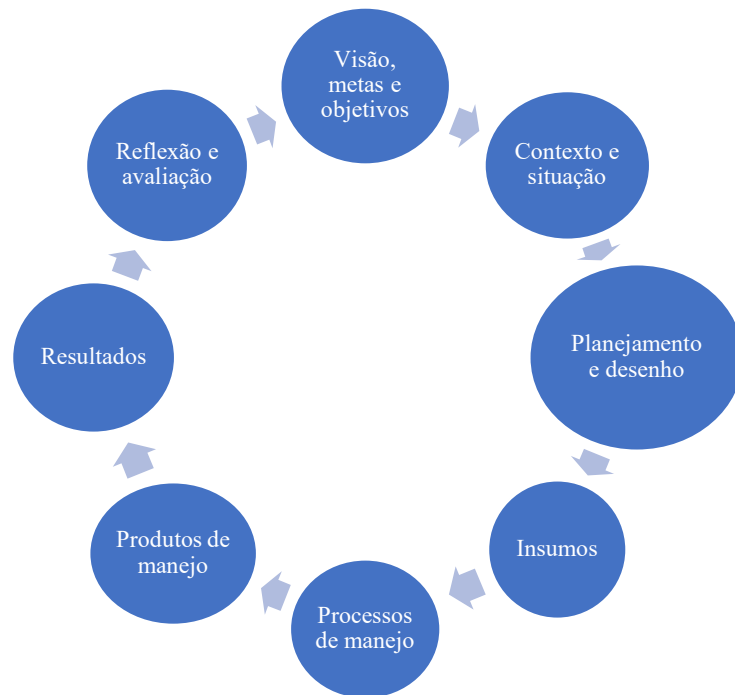 Visão,
metas e
objetivos
Contexto e
situação
Planejamento
e desenho
Insumos
Processos
de manejo
Produtos de
manejo
Resultados
Reflexão e
avaliação